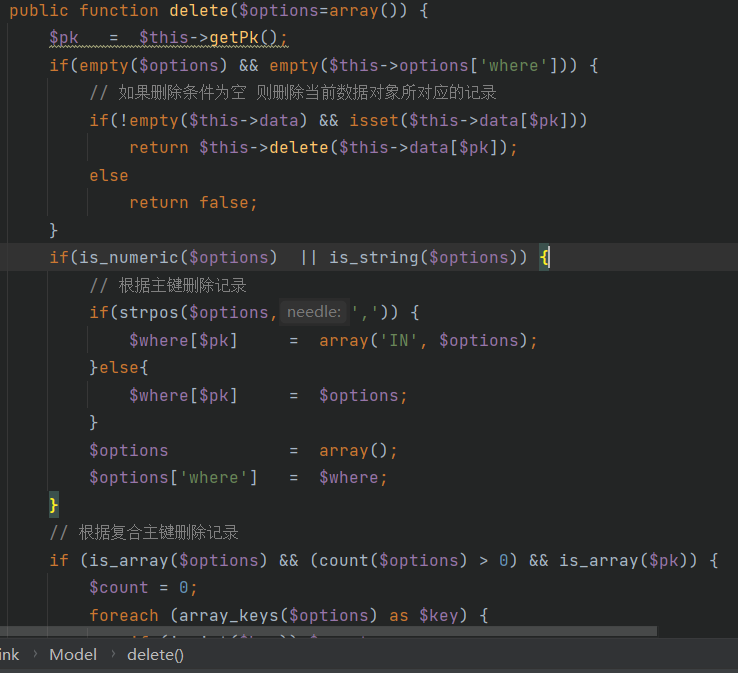 public function delete($options=array()) {
$pk = $this->getPk();
if(empty($options) && empty($this->options['where'])) {
// 如果删除条件为空 则删除当前数据对象所对应的记录
if(!empty($this->data) && isset($this->data[$pk]))
return $this->delete($this->data[$pk]);
else
return false;
}
if(is_numeric($options) || is_string($options)) {
// 根据主键删除记录
if(strpos($options, needle: ',')) {
$where[$pk] = array('IN', $options);
}else{
$where[$pk] = $options;
}
$options = array();
$options['where'] = $where;
}
// 根据复合主键删除记录
if (is_array($options) && (count($options) > 0) && is_array($pk)) {
$count = 0;
foreach (array_keys($options) as $key) {
ink › Model › delete()